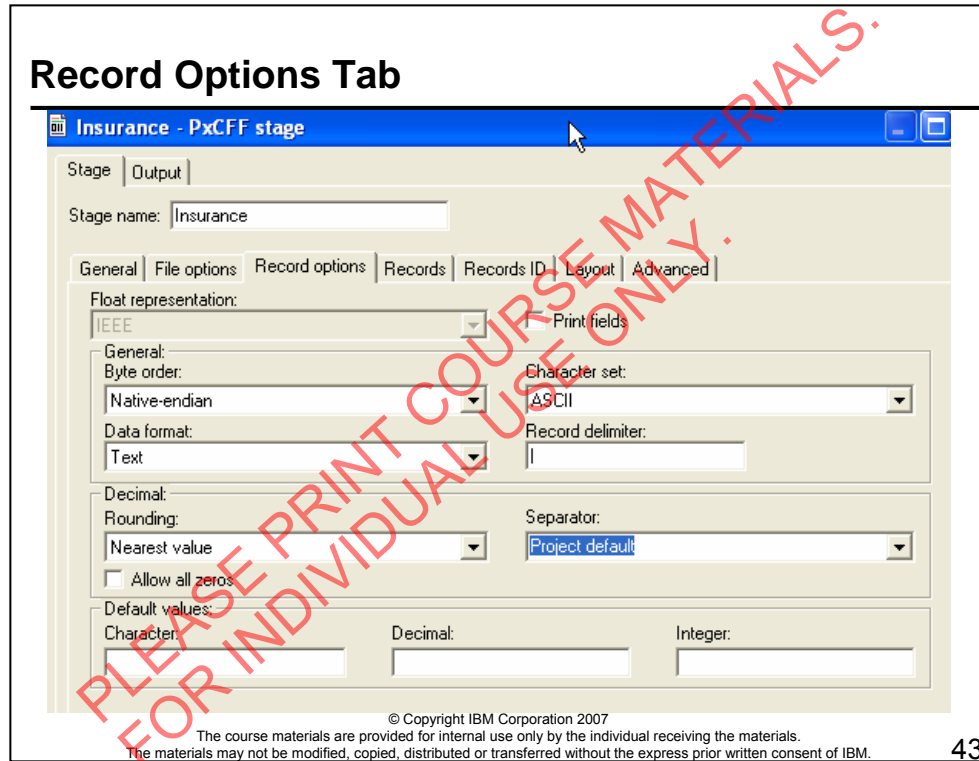 Record Options Tab
Insurance - PxCFF stage
Stage Output
Stage name: Insurance
General File options Record options Records Records ID Layout Advanced
Float representation:
IEEE
Print fields
General:
Byte order: Character set:
Native-endian ASCII
Data format: Record delimiter:
Text |
Decimal:
Rounding: Separator:
Nearest value Project default
Allow all zeros
Default values:
Character: Decimal: Integer:
© Copyright IBM Corporation 2007
The course materials are provided for internal use only by the individual receiving the materials.
The materials may not be modified, copied, distributed or transferred without the express prior written consent of IBM.
43
PLEASE PRINT COURSE MATERIALS.
FOR INDIVIDUAL USE ONLY.